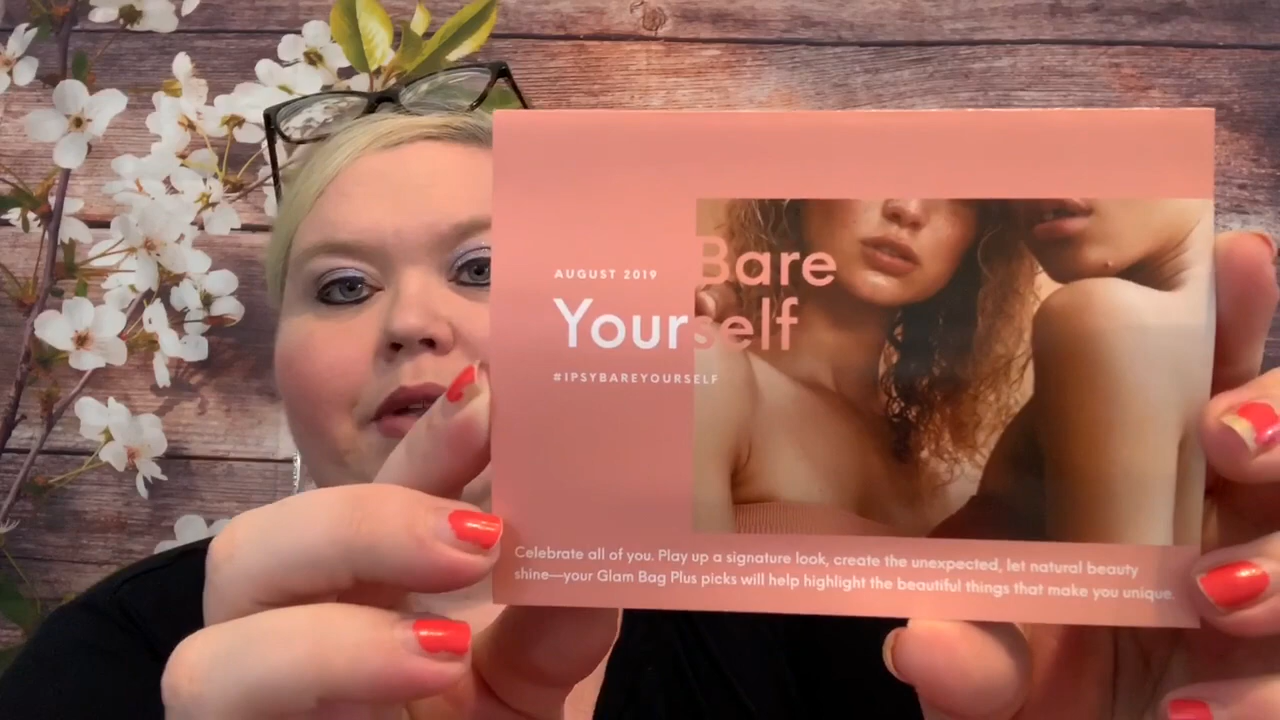 AUGUST 2019
Bare
Yourself
#IPSYBAREYOURSELF
Celebrate all of you. Play up a signature look, create the unexpected, let natural beauty
shine—your Glam Bag Plus picks will help highlight the beautiful things that make you unique.